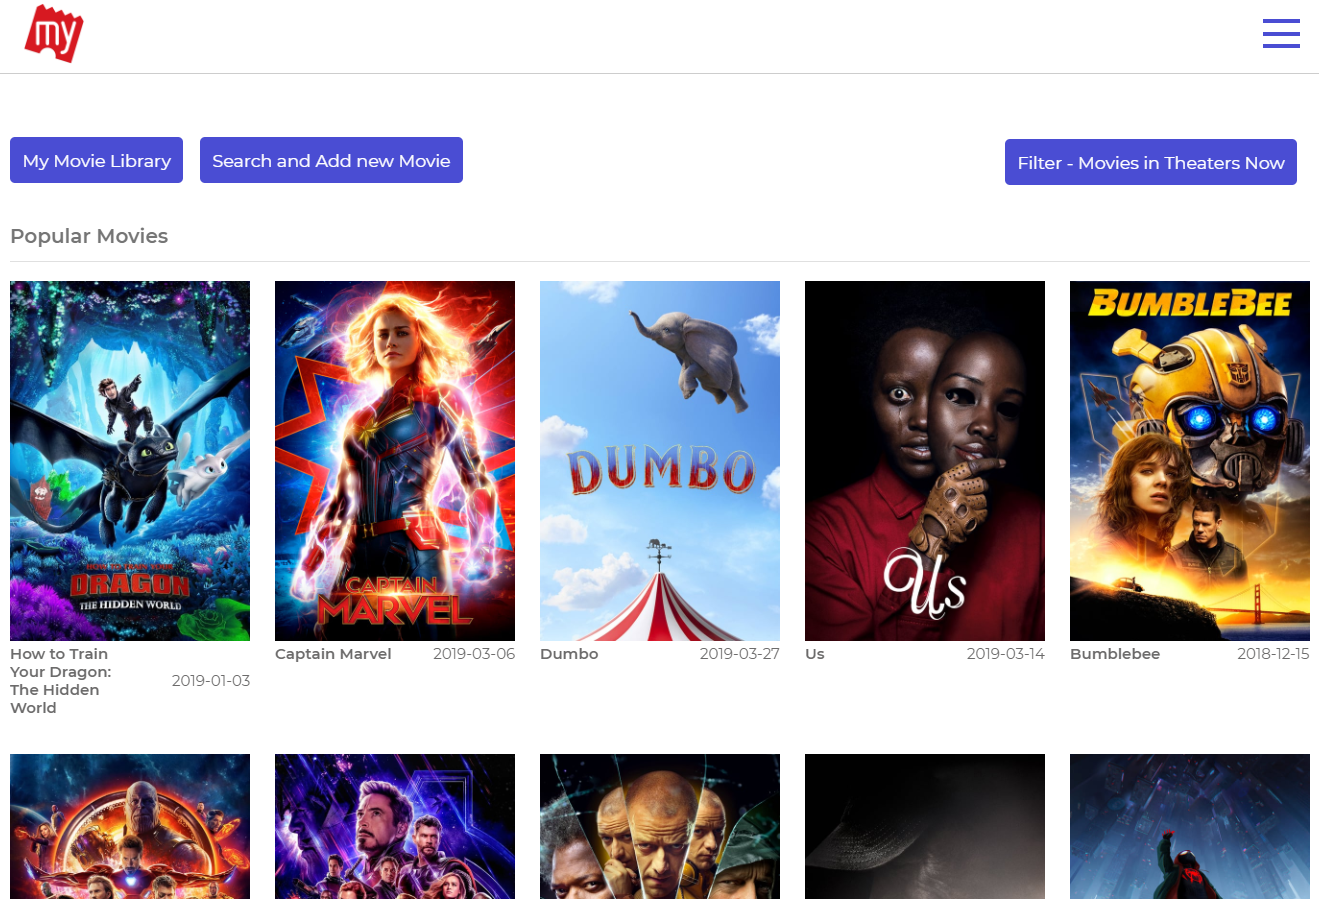 my
My Movie Library
Search and Add new Movie
Filter - Movies in Theaters Now
Popular Movies
HOW TO TRAIN YOUR
DRAGON
THE HIDDEN WORLD
CAPTAIN
MARVEL
DUMBO
Us
BUMBLEBEE
How to Train
Your Dragon:
The Hidden
World
2019-01-03
Captain Marvel
2019-03-06
Dumbo
2019-03-27
Us
2019-03-14
Bumblebee
2018-12-15